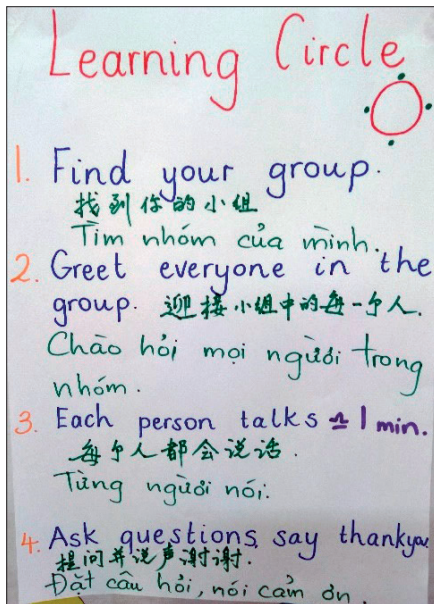 Learning Circle
1. Find your group.
找到你的小组
Tìm nhóm của mình.
2. Greet everyone in the
group. 迎接小组中的每一个人.
Chào hỏi mọi người trong
nhóm.
3. Each person talks ≏ 1 min.
每个人都会说话.
Từng người nói.
4. Ask questions, say thankyou.
提问并说声谢谢.
Đặt câu hỏi, nói cảm ơn.